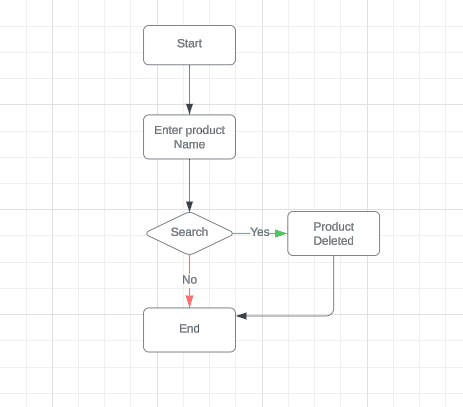 Start
Enter product
Name
Search
Yes
Product
Deleted
No
End